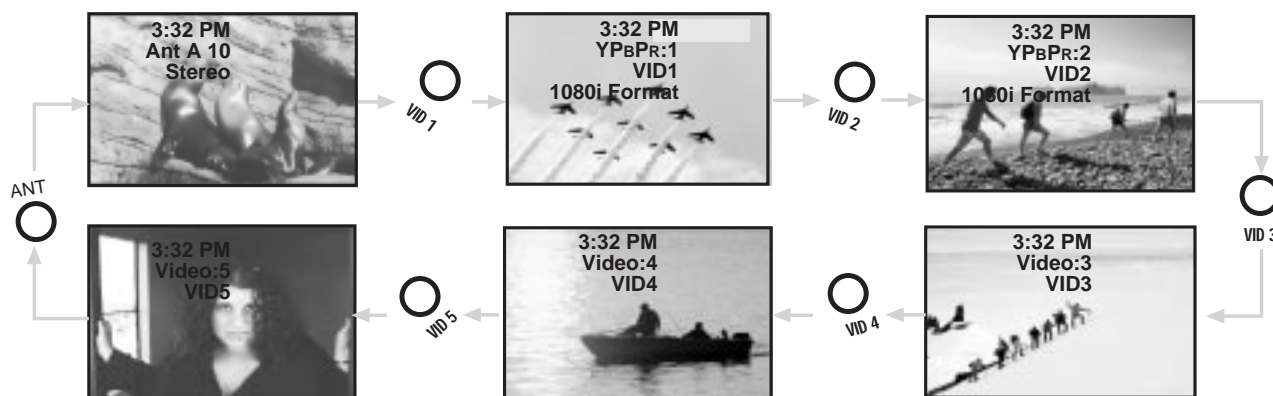 3:32 PM
Ant A 10
Stereo
VID 1
3:32 PM
YPBPR:1
VID1
1080i Format
VID 2
3:32 PM
YPBPR:2
VID2
1080i Format
VID 3
3:32 PM
Video:3
VID3
VID 4
3:32 PM
Video:4
VID4
VID 5
3:32 PM
Video:5
VID5
ANT